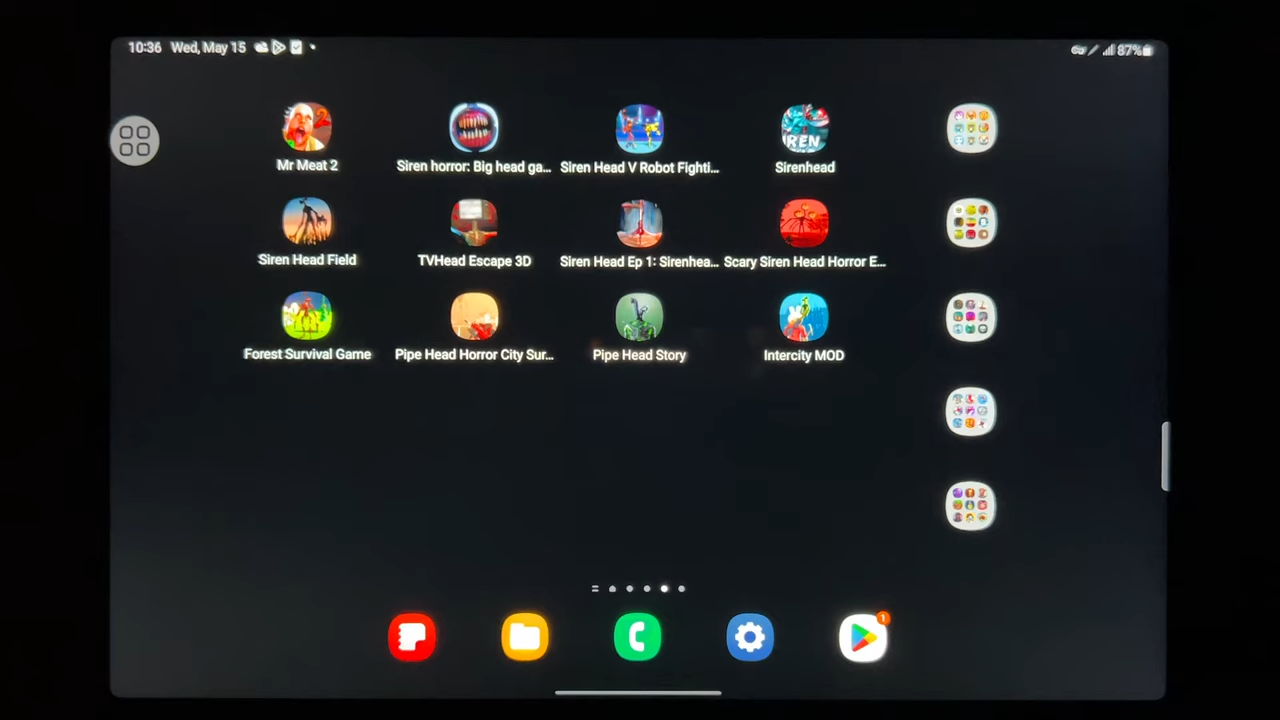 10:36 Wed, May 15
87%
Mr Meat 2
Siren horror: Big head ga...
Siren Head V Robot Fighti...
Sirenhead
Siren Head Field
TVHead Escape 3D
Siren Head Ep 1: Sirenhea...
Scary Siren Head Horror E...
Forest Survival Game
Pipe Head Horror City Sur...
Pipe Head Story
Intercity MOD
1